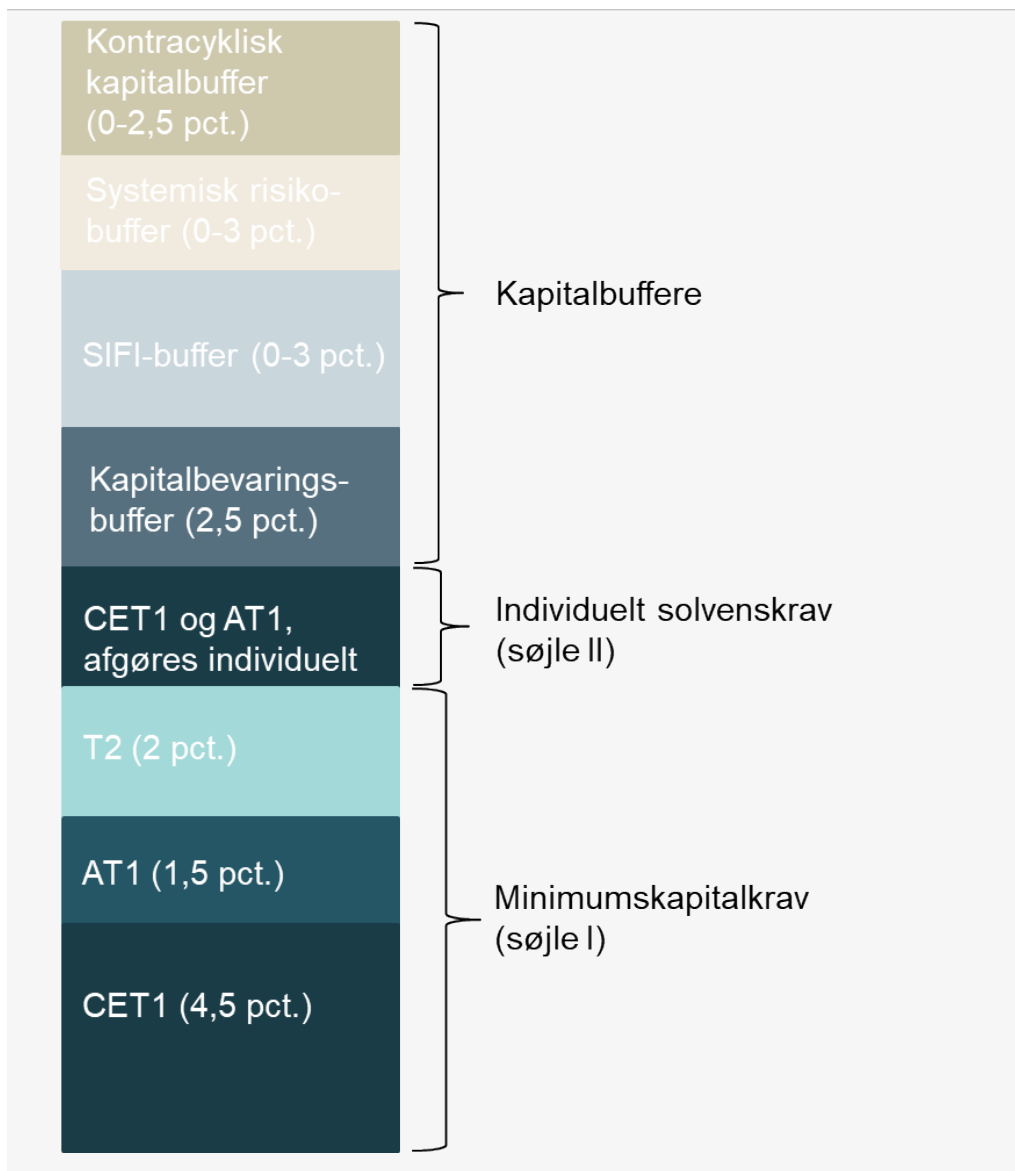 Kontracyklisk
kapitalbuffer
(0-2,5 pct.)
Systemisk risiko-
buffer (0-3 pct.)
SIFI-buffer (0-3 pct.)
Kapitalbevarings-
buffer (2,5 pct.)
Kapitalbuffere
CET1 og AT1,
afgøres individuelt
Individuelt solvenskrav
(søjle II)
T2 (2 pct.)
AT1 (1,5 pct.)
CET1 (4,5 pct.)
Minimumskapitalkrav
(søjle I)